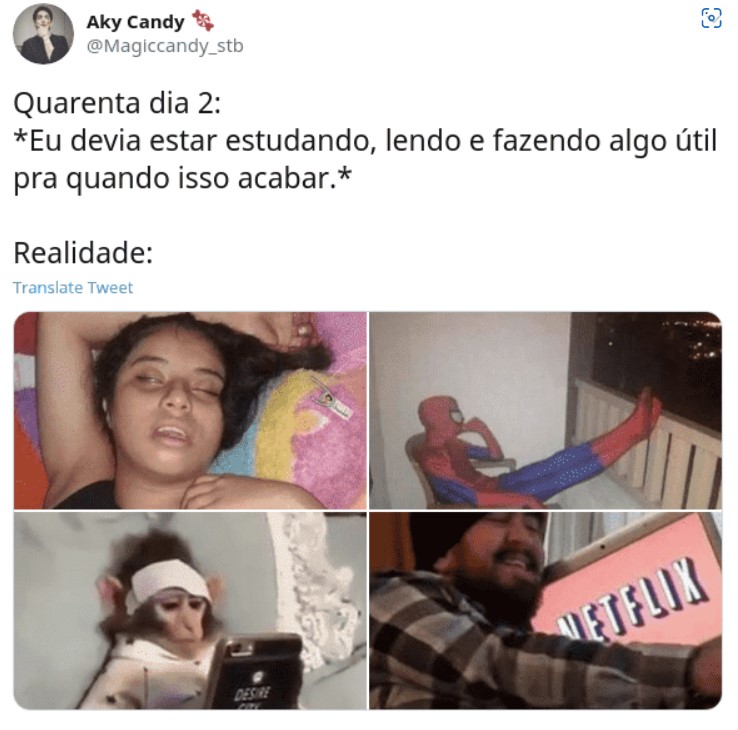 Aky Candy
@Magiccandy_stb
Quarenta dia 2:
*Eu devia estar estudando, lendo e fazendo algo útil
pra quando isso acabar.*
Realidade:
Translate Tweet
DESIRE
CITY
NETFLIX